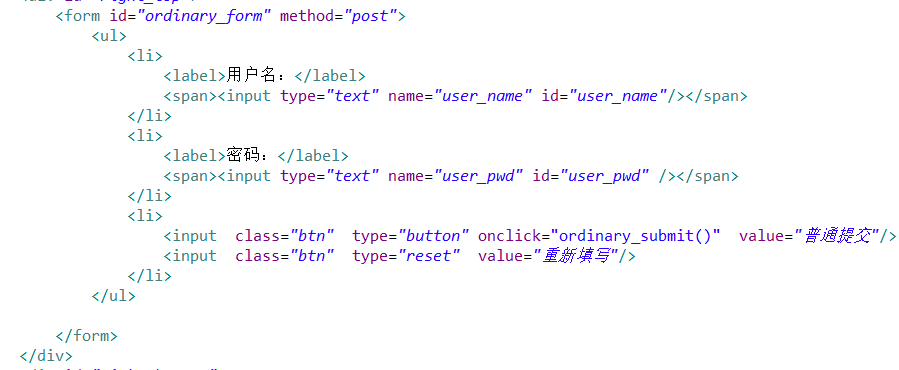 <form id="ordinary_form" method="post">
<ul>
<li>
<label>用户名：</label>
<span><input type="text" name="user_name" id="user_name"/></span>
</li>
<li>
<label>密码：</label>
<span><input type="text" name="user_pwd" id="user_pwd" /></span>
</li>
<li>
<input  class="btn"  type="button" onclick="ordinary_submit()"  value="普通提交"/>
<input  class="btn"  type="reset"  value="重新填写"/>
</li>
</ul>
</form>
</div>